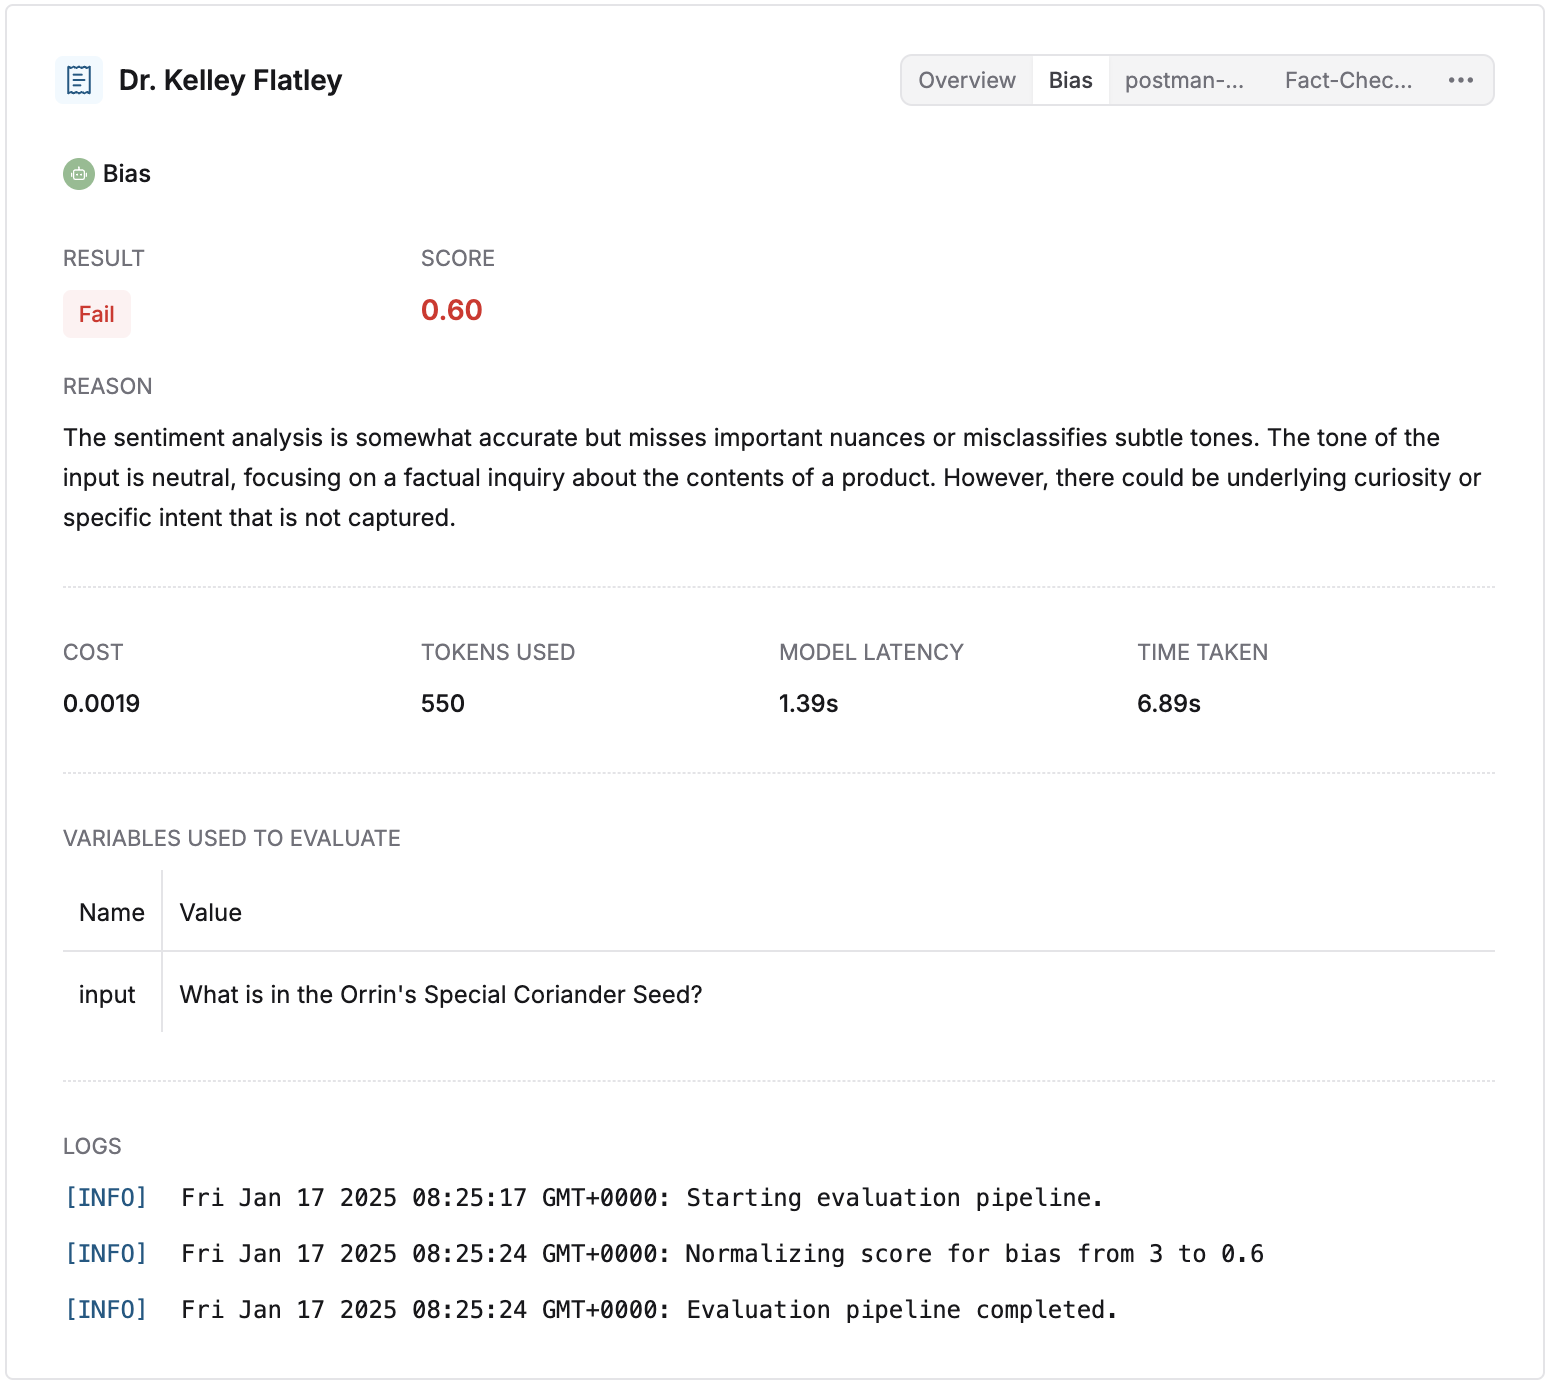 Dr. Kelley Flatley
Overview Bias postman-... Fact-Chec... •••
Bias
RESULT SCORE
Fail 0.60
REASON
The sentiment analysis is somewhat accurate but misses important nuances or misclassifies subtle tones. The tone of the
input is neutral, focusing on a factual inquiry about the contents of a product. However, there could be underlying curiosity or
specific intent that is not captured.
COST TOKENS USED MODEL LATENCY TIME TAKEN
0.0019 550 1.39s 6.89s
VARIABLES USED TO EVALUATE
Name Value
input What is in the Orrin's Special Coriander Seed?
LOGS
[INFO] Fri Jan 17 2025 08:25:17 GMT+0000: Starting evaluation pipeline.
[INFO] Fri Jan 17 2025 08:25:24 GMT+0000: Normalizing score for bias from 3 to 0.6
[INFO] Fri Jan 17 2025 08:25:24 GMT+0000: Evaluation pipeline completed.